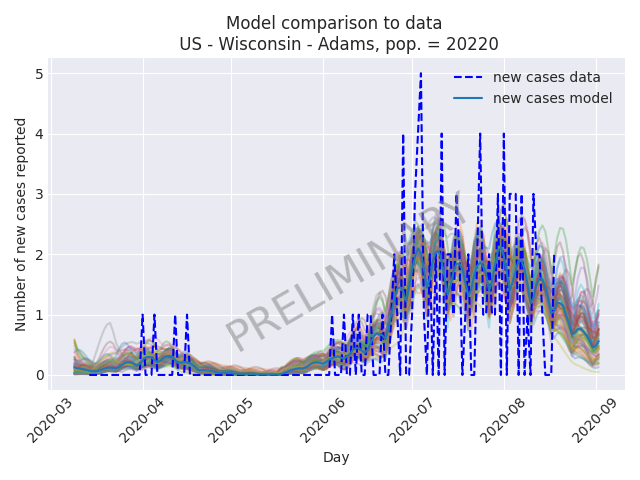 Model comparison to data
US - Wisconsin - Adams, pop. = 20220
Number of new cases reported
5
4
3
2
1
0
new cases data
new cases model
PRELIMINARY
2020-03
2020-04
2020-05
2020-06
2020-07
2020-08
2020-09
Day